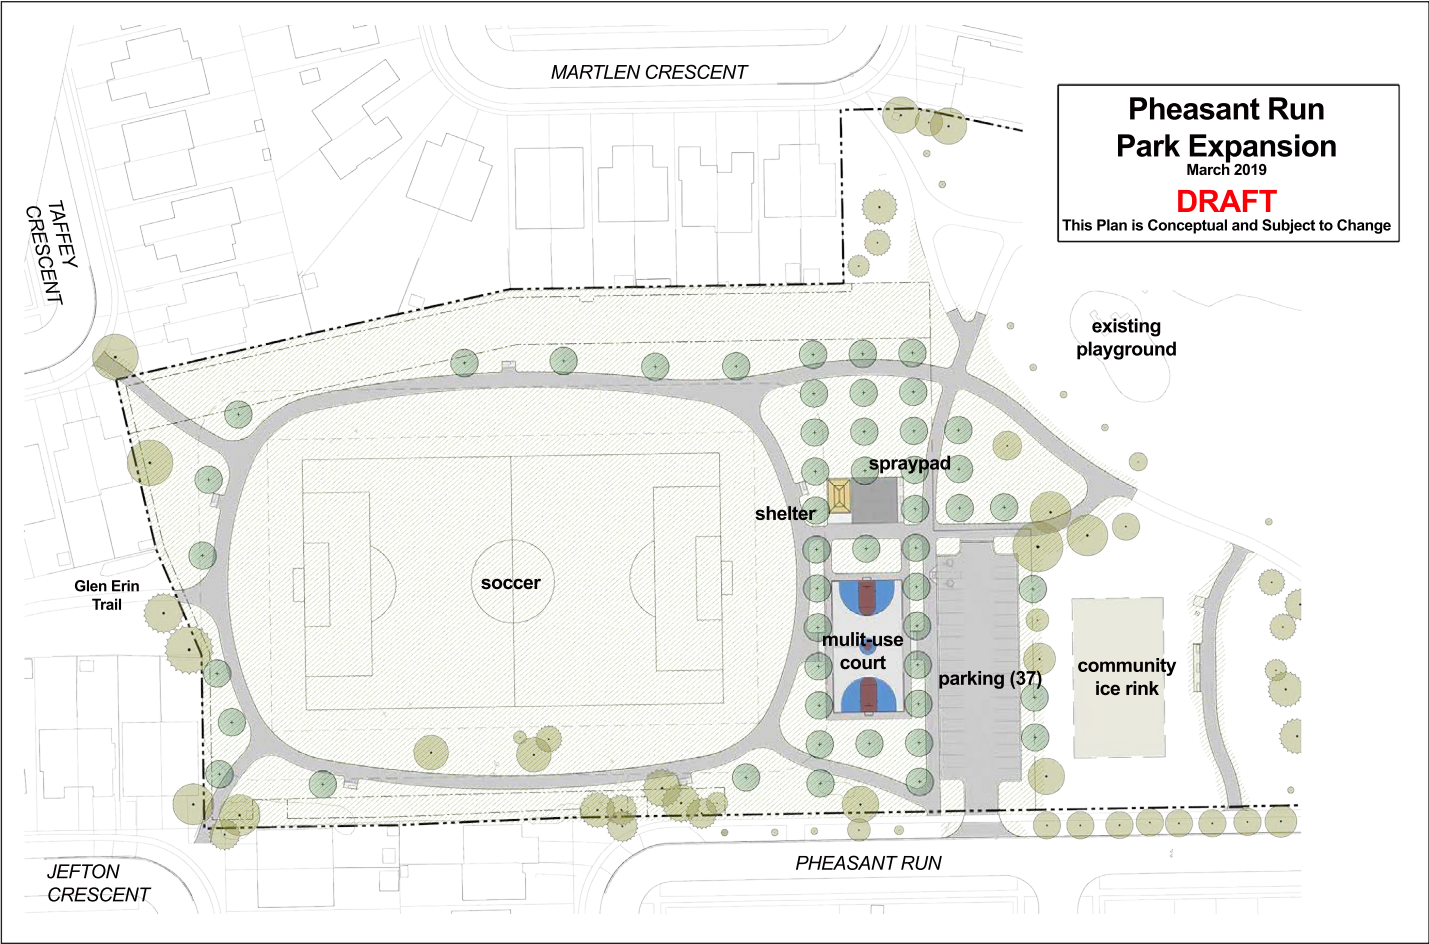 MARTLEN CRESCENT
Pheasant Run
Park Expansion
March 2019
DRAFT
This Plan is Conceptual and Subject to Change
TAFFEY
CRESCENT
existing
playground
spraypad
shelter
soccer
Glen Erin
Trail
mulit-use
court
parking (37)
community
ice rink
PHEASANT RUN
JEFTON
CRESCENT